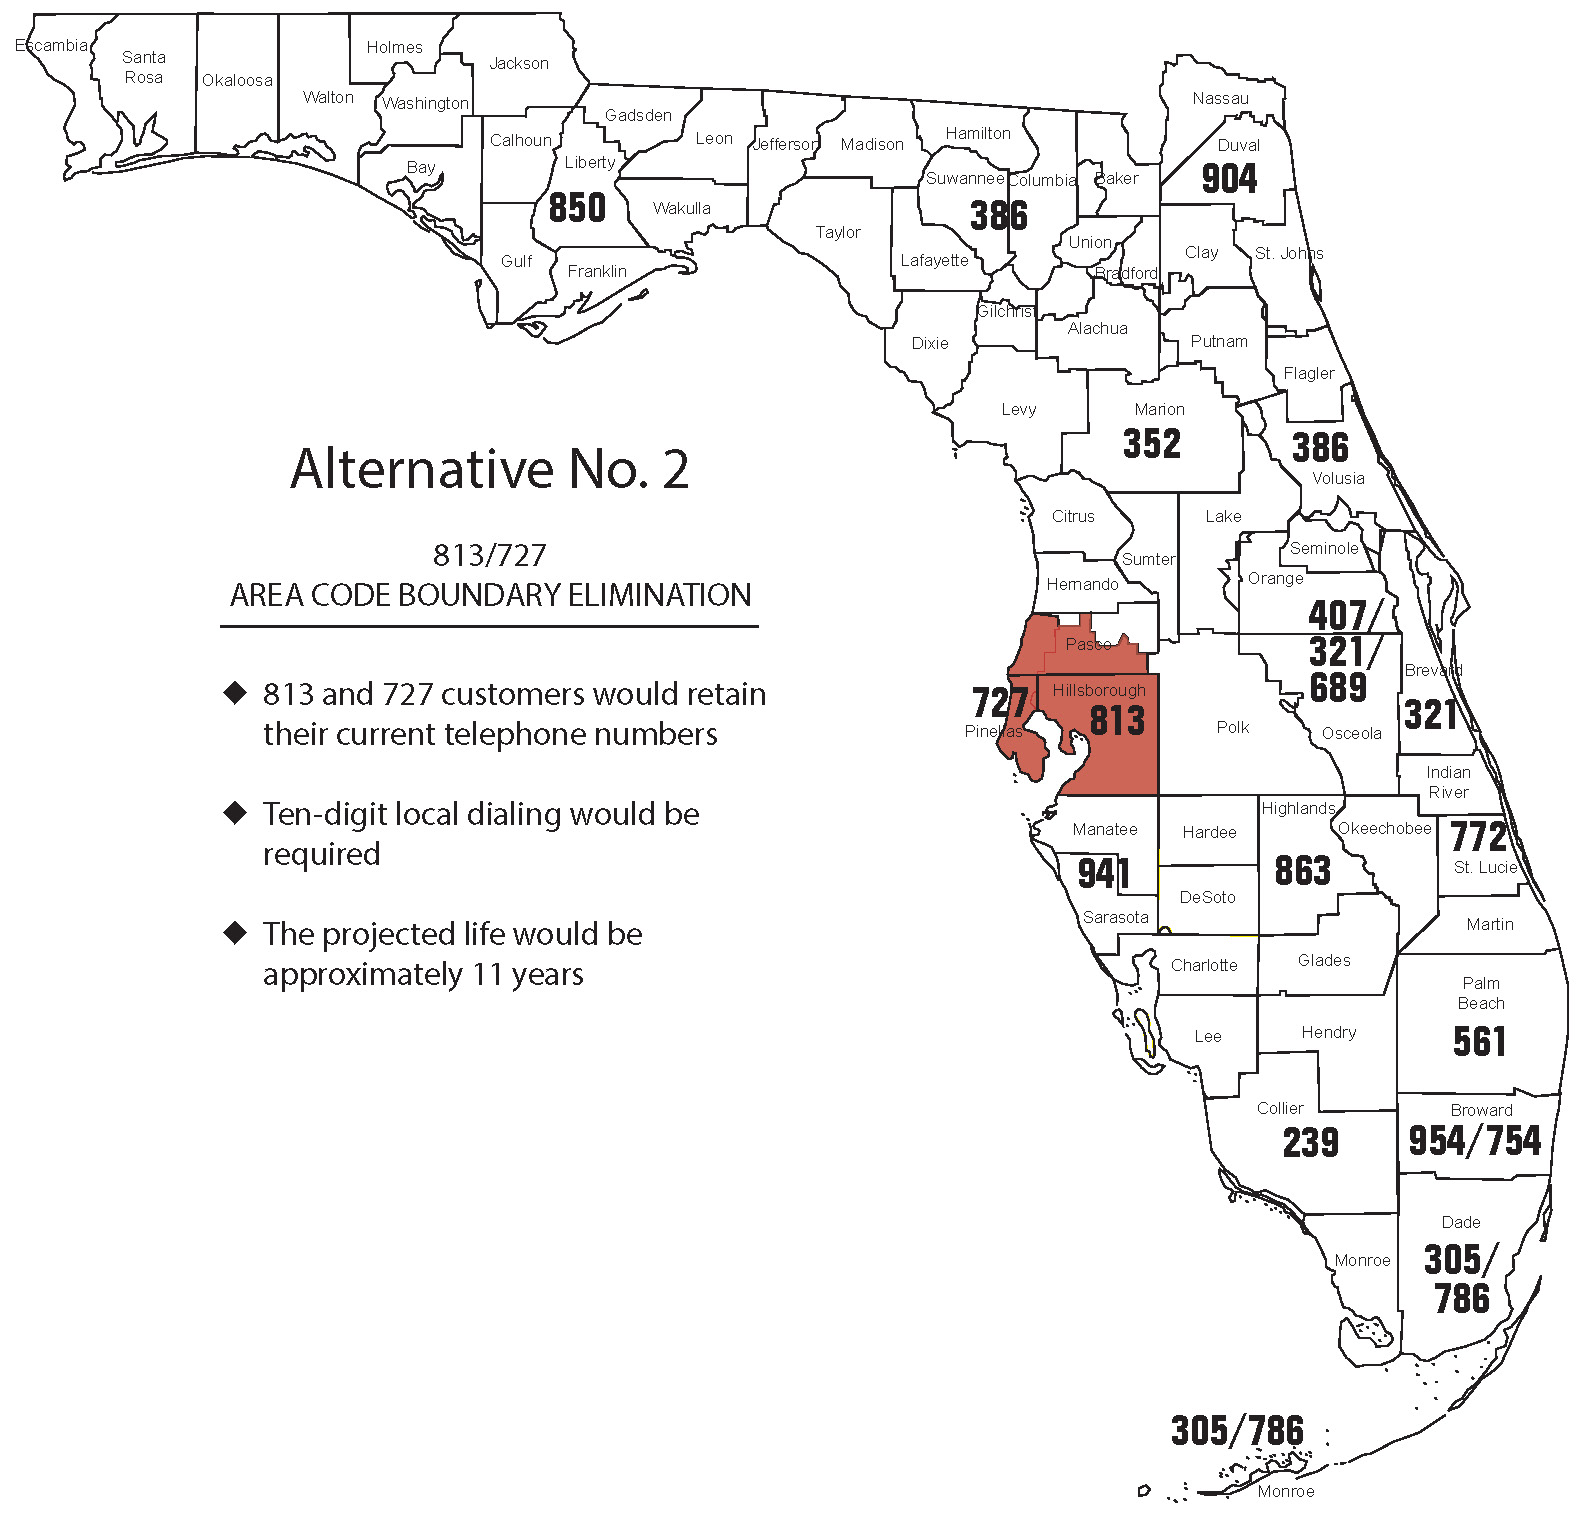 Escambia
Santa
Rosa
Okaloosa
Walton
Holmes
Washington
Jackson
Bay
Calhoun
Gulf
Gadsden
Liberty
850
Franklin
Leon
Wakulla
Jefferson
Madison
Taylor
Hamilton
Suwannee
Columbia
386
Lafayette
Dixie
Gilchrist
Baker
Union
Bradford
Alachua
Nassau
Duval
904
Clay
St. Johns
Putnam
Flagler
Levy
Marion
352
386
Volusia
Alternative No. 2
813/727
AREA CODE BOUNDARY ELIMINATION
◆ 813 and 727 customers would retain
their current telephone numbers
◆ Ten-digit local dialing would be
required
◆ The projected life would be
approximately 11 years
Citrus
Sumter
Lake
Hernando
Seminole
Orange
407/
321/
689
Pasco
Hillsborough
813
727
Pinellas
Polk
Osceola
Brevard
321
Indian
River
Manatee
941
Sarasota
Hardee
DeSoto
Highlands
863
Okeechobee
772
St. Lucie
Martin
Charlotte
Glades
Lee
Hendry
Palm
Beach
561
Collier
239
Broward
954/754
Dade
305/
786
Monroe
305/786
Monroe